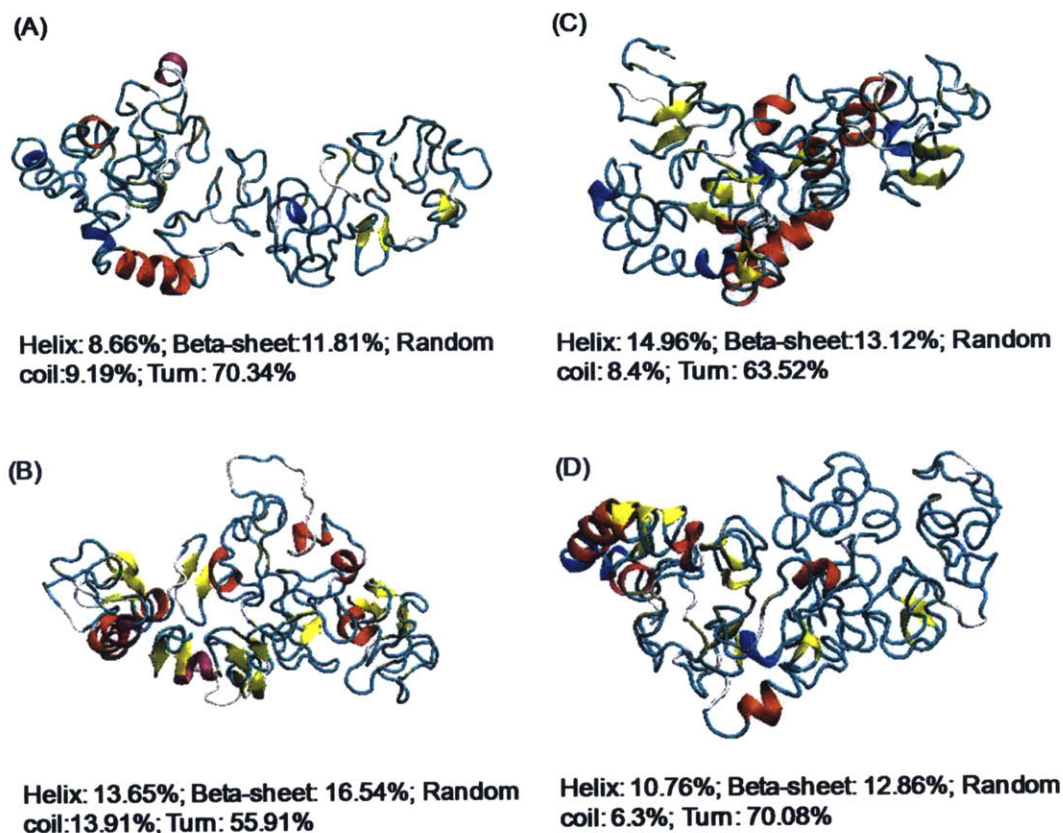 (A)
Helix: 8.66%; Beta-sheet:11.81%; Random
coil:9.19%; Turn: 70.34%
(B)
Helix: 13.65%; Beta-sheet: 16.54%; Random
coil:13.91%; Turn: 55.91%
(C)
Helix: 14.96%; Beta-sheet:13.12%; Random
coil: 8.4%; Turn: 63.52%
(D)
Helix: 10.76%; Beta-sheet: 12.86%; Random
coil: 6.3%; Turn: 70.08%